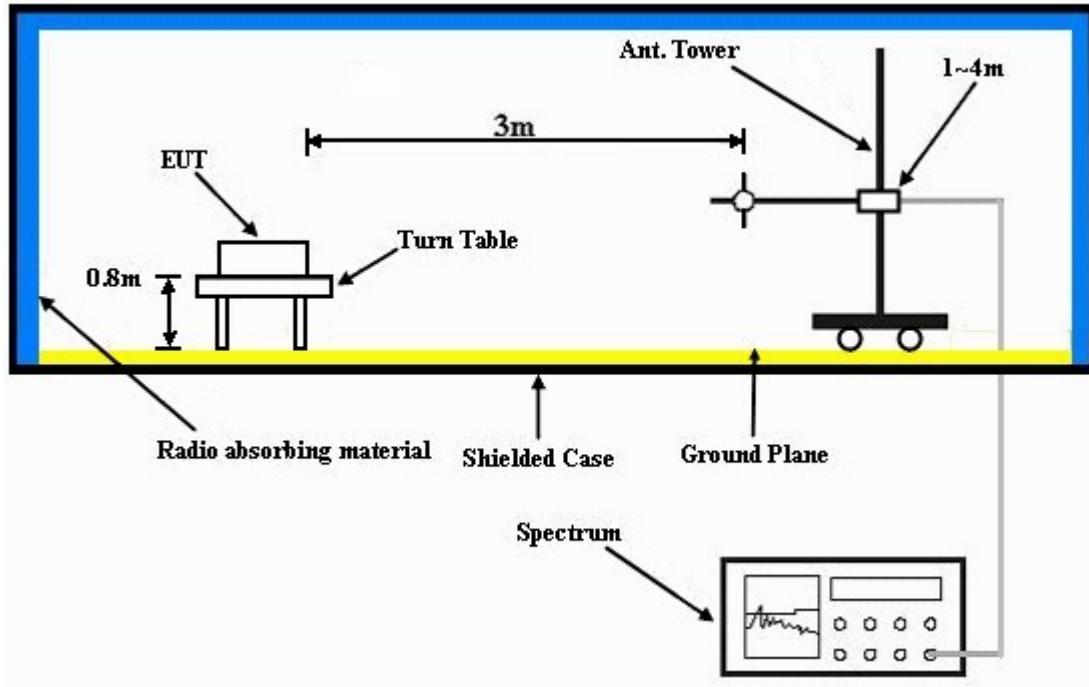 Ant. Tower
1~4m
3m
EUT
Turn Table
0.8m
Radio absorbing material
Shielded Case
Ground Plane
Spectrum